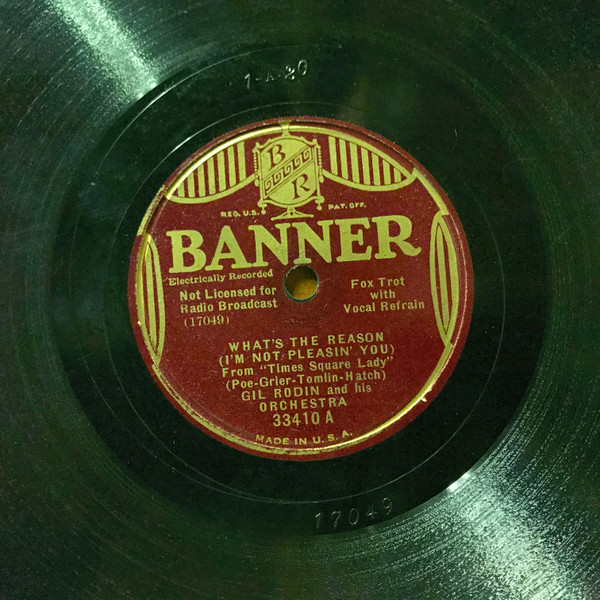 1-A-26
B
R
REG. U.S. PAT. OFF.
BANNER
Electrically Recorded
Not Licensed for
Radio Broadcast
(17049)
Fox Trot
with
Vocal Refrain
WHAT'S THE REASON
(I'M NOT PLEASIN' YOU)
From "Times Square Lady"
(Poe-Grier-Tomlin-Hatch)
GIL RODIN and his
ORCHESTRA
33410 A
MADE IN U. S. A.
17049